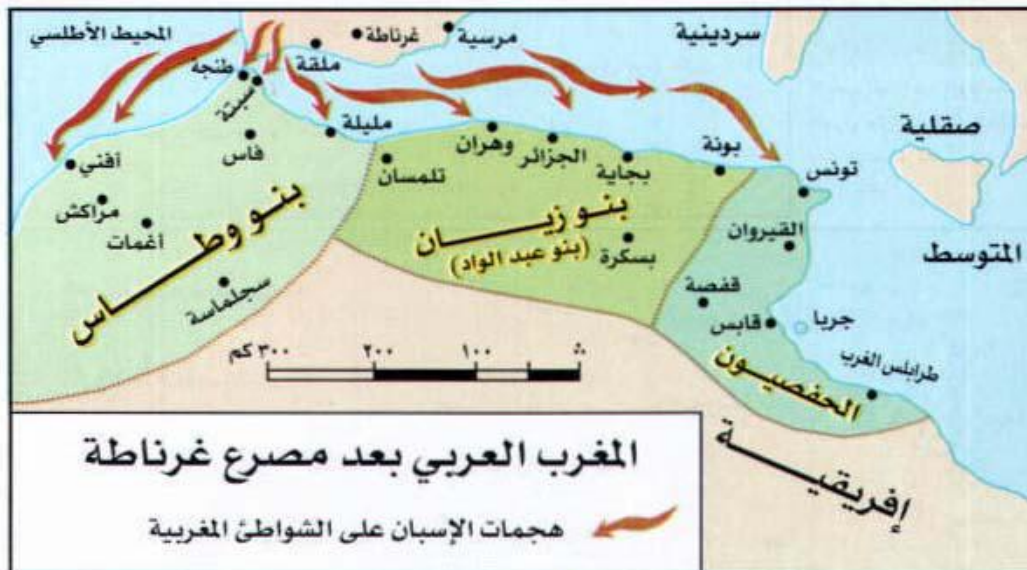 المحيط الأطلسي
غرناطة
مرسية
سردينية
ملقة
طنجة
سبتة
صقلية
مليلة
وهران
الجزائر
بجاية
بونة
تونس
فاس
تلمسان
أفني
مراكش
أغمات
سجلماسة
بنو وطاس
بنو زيان
(بنو عبد الواد)
بسكرة
القيروان
المتوسط
قفصة
قابس
جربا
طرابلس الغرب
الحفصيون
إفريقية
٣٠٠ كم
٢٠٠
١٠٠
المغرب العربي بعد مصرع غرناطة
هجمات الإسبان على الشواطئ المغربية